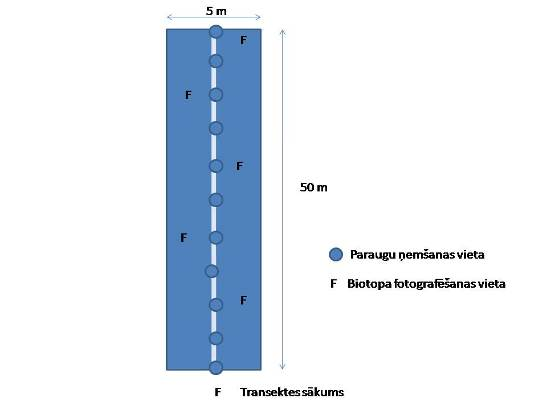 5 m
F
F
F
50 m
F
Paraugu ņemšanas vieta
F Biotopa fotografēšanas vieta
F
F Transektes sākums